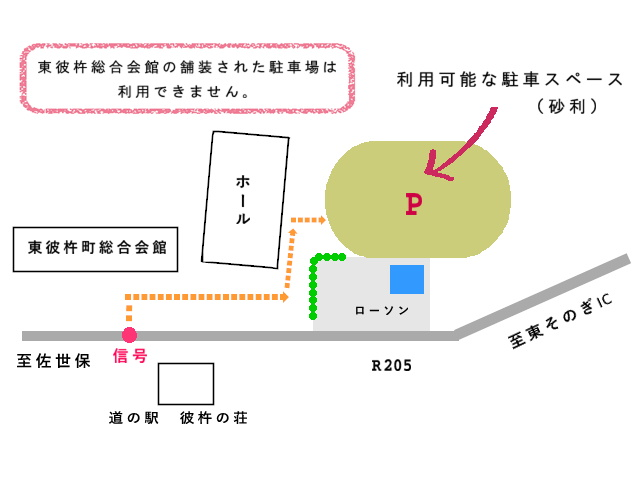 東彼杵総合会館の舗装された駐車場は
利用できません。
利用可能な駐車スペース
（砂利）
ホール
P
東彼杵町総合会館
ローソン
至東そのぎIC
至佐世保
信号
R205
道の駅 彼杵の荘